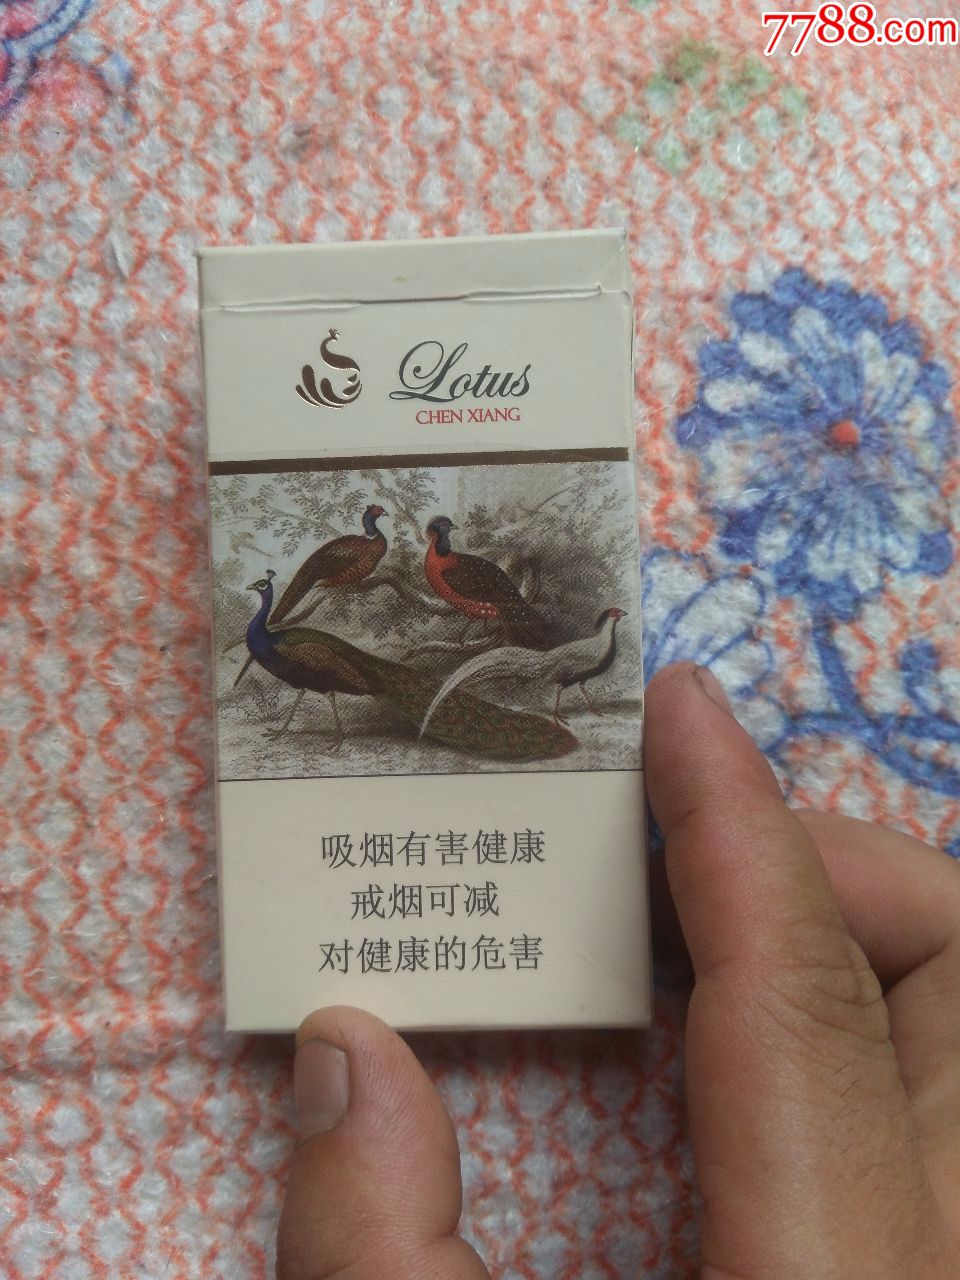 7788.com
Lotus
CHEN XIANG
吸烟有害健康
戒烟可减
对健康的危害